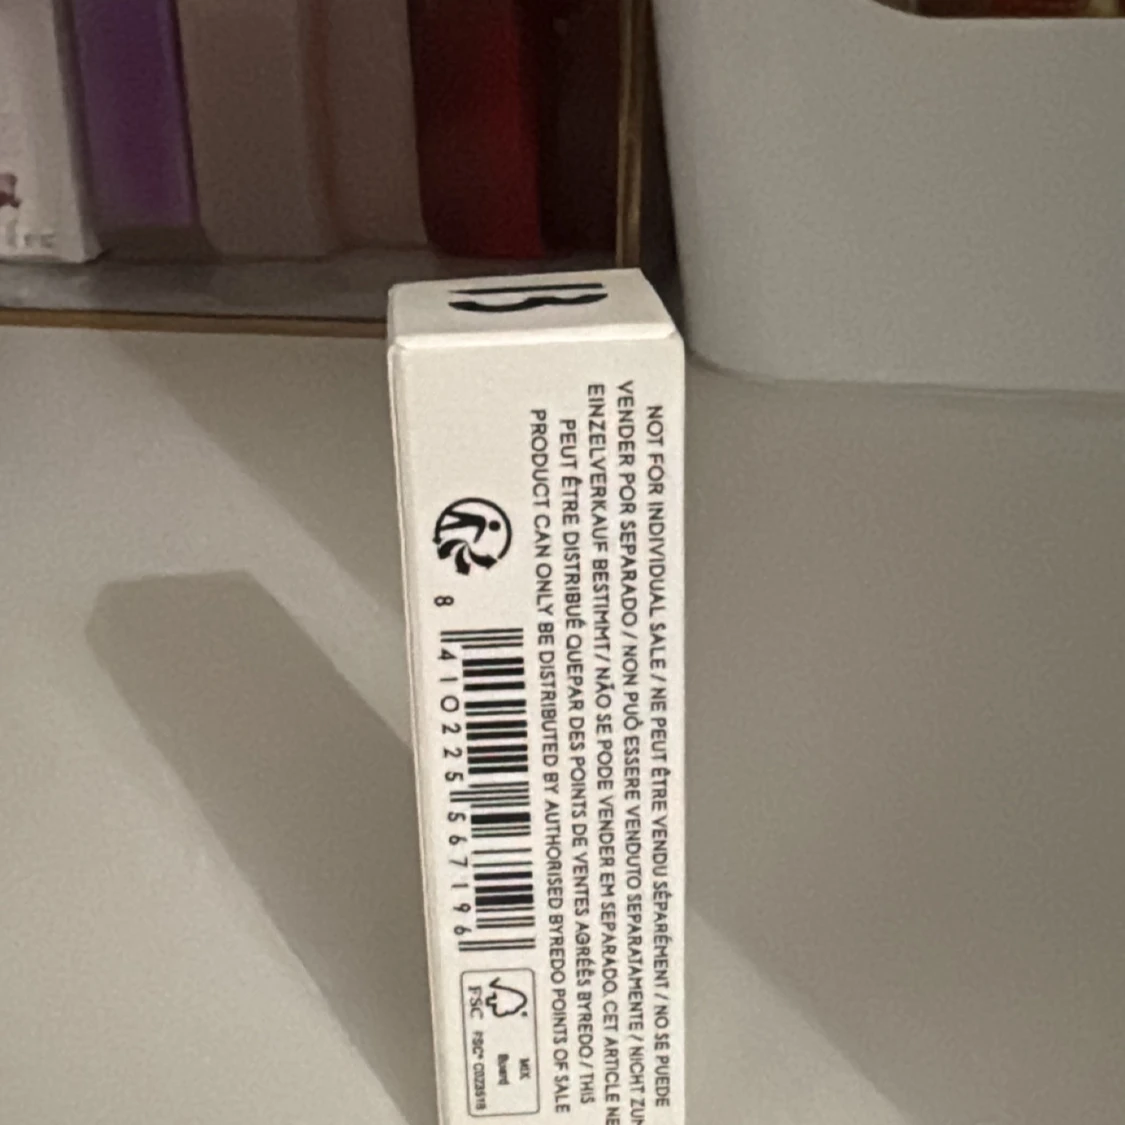 B
NOT FOR INDIVIDUAL SALE / NE PEUT ÊTRE VENDU SÉPARÉMENT / NO SE PUEDE
VENDER POR SEPARADO / NON PUÒ ESSERE VENDUTO SEPARATAMENTE / NICHT ZUM
EINZELVERKAUF BESTIMMT / NÃO SE PODE VENDER EM SEPARADO. CET ARTICLE NE
PEUT ÊTRE DISTRIBUÉ QUEPAR DES POINTS DE VENTES AGRÉÉS BYREDO / THIS
PRODUCT CAN ONLY BE DISTRIBUTED BY AUTHORISED BYREDO POINTS OF SALE
8 410225 567196
MIX
Board
FSC FSC® C023518